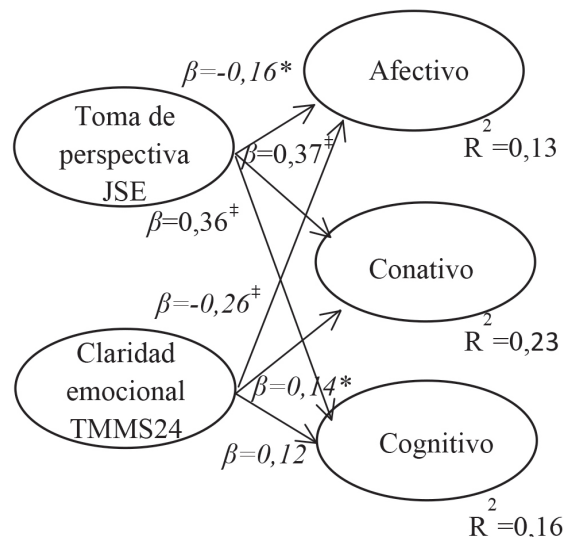 β=-0,16*
Afectivo
Toma de
perspectiva
JSE
β=0,37‡
R²=0,13
β=0,36‡
Conativo
β=-0,26‡
R²=0,23
Claridad
emocional
TMMS24
β=0,14*
Cognitivo
β=0,12
R²=0,16